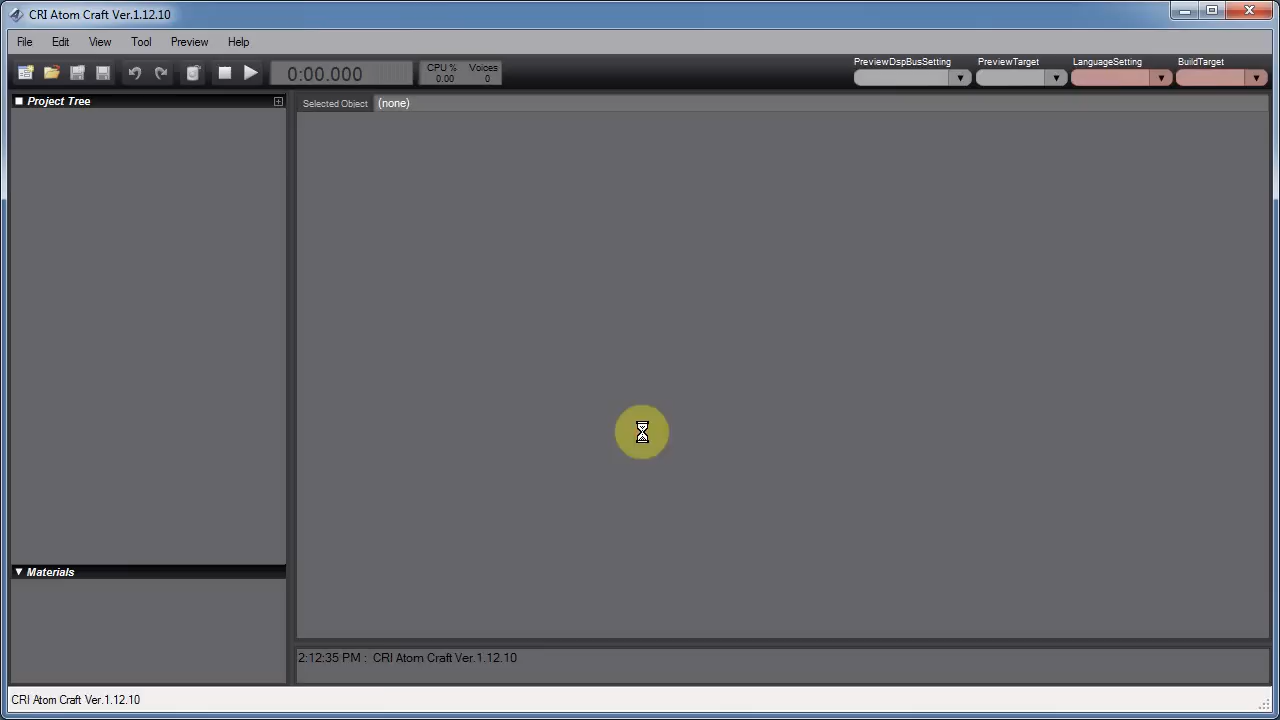 CRI Atom Craft Ver.1.12.10
File Edit View Tool Preview Help
0:00.000
CPU % Voices
0.00 0
PreviewDspBusSetting PreviewTarget LanguageSetting BuildTarget
Project Tree
Selected Object (none)
Materials
2:12:35 PM : CRI Atom Craft Ver.1.12.10
CRI Atom Craft Ver.1.12.10